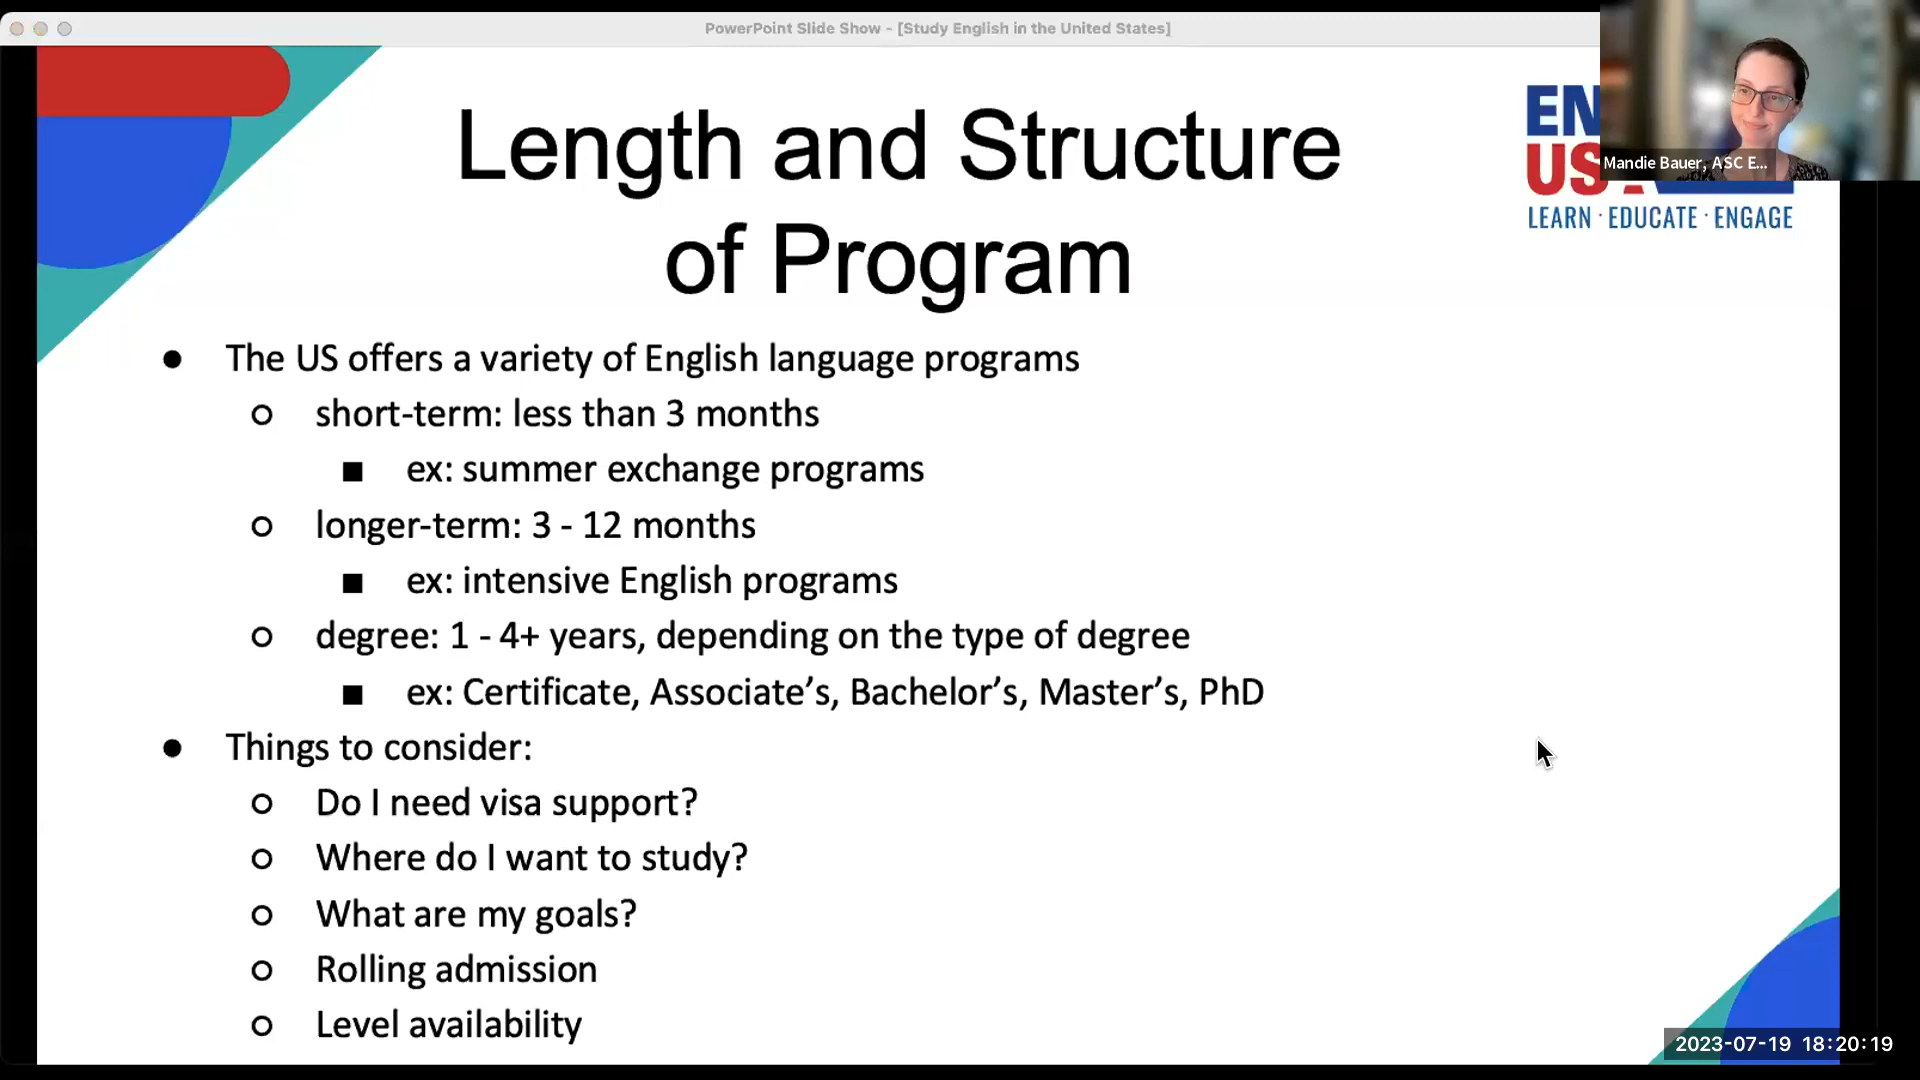 PowerPoint Slide Show - [Study English in the United States]
Length and Structure
of Program
EN
US
LEARN · EDUCATE · ENGAGE
Mandie Bauer, ASC E...
● The US offers a variety of English language programs
○ short-term: less than 3 months
■ ex: summer exchange programs
○ longer-term: 3 - 12 months
■ ex: intensive English programs
○ degree: 1 - 4+ years, depending on the type of degree
■ ex: Certificate, Associate’s, Bachelor’s, Master’s, PhD
● Things to consider:
○ Do I need visa support?
○ Where do I want to study?
○ What are my goals?
○ Rolling admission
○ Level availability
2023-07-19 18:20:19